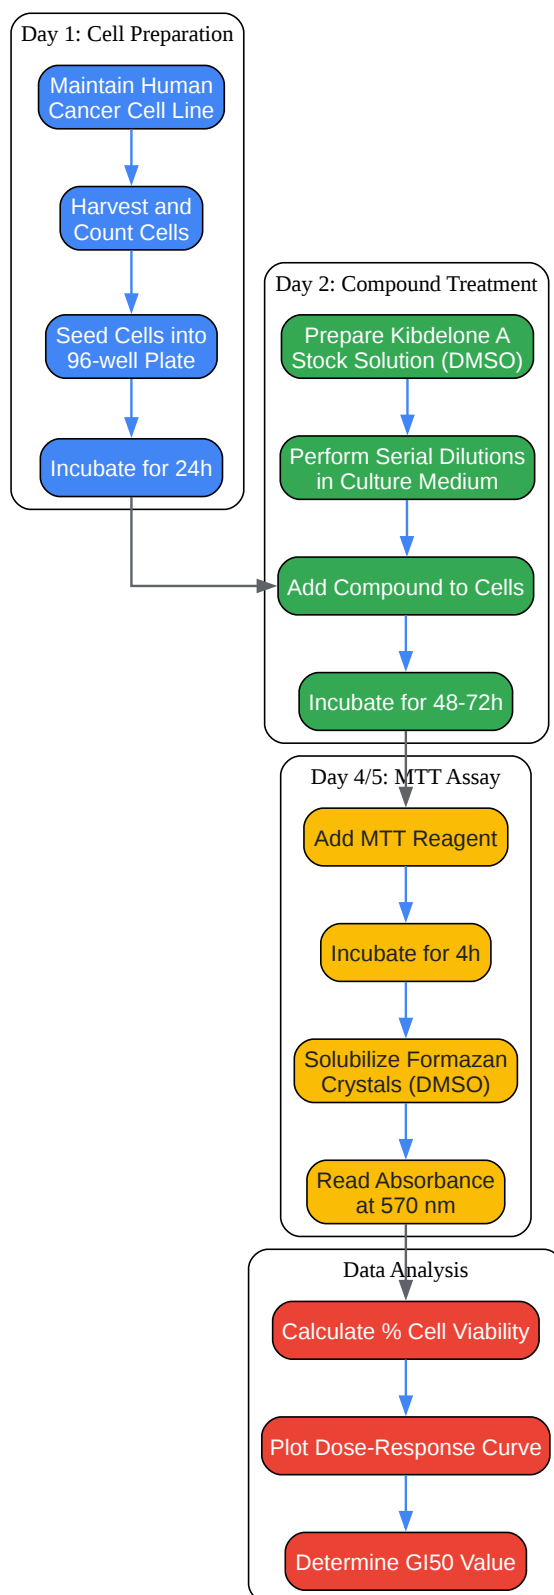 Day 1: Cell Preparation
Maintain Human
Cancer Cell Line
Harvest and
Count Cells
Seed Cells into
96-well Plate
Incubate for 24h
Day 2: Compound Treatment
Prepare Kibdelone A
Stock Solution (DMSO)
Perform Serial Dilutions
in Culture Medium
Add Compound to Cells
Incubate for 48-72h
Day 4/5: MTT Assay
Add MTT Reagent
Incubate for 4h
Solubilize Formazan
Crystals (DMSO)
Read Absorbance
at 570 nm
Data Analysis
Calculate % Cell Viability
Plot Dose-Response Curve
Determine GI50 Value